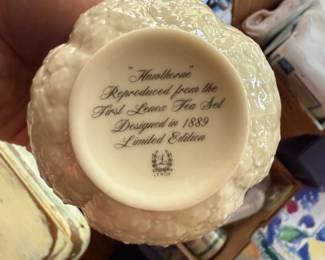 "Hawthorne"
Reproduced from the
First Lenox Tea Set
Designed in 1889
Limited Edition
LENOX